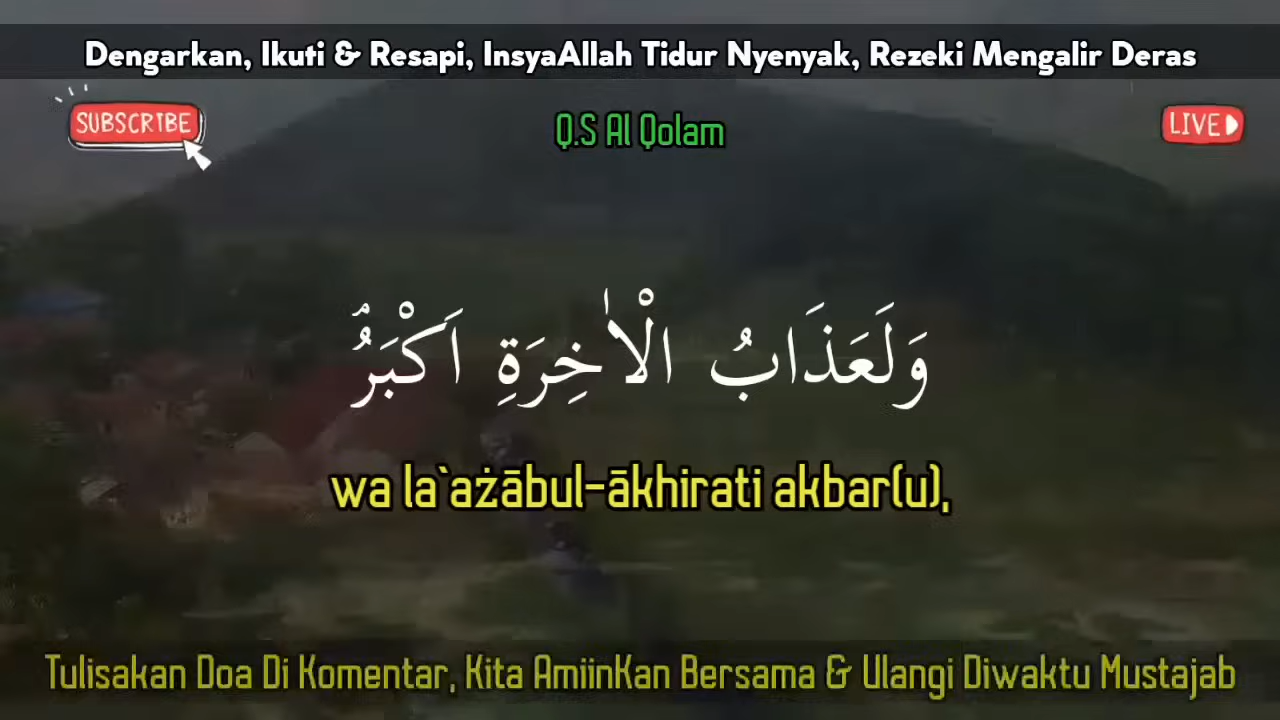 Dengarkan, Ikuti & Resapi, InsyaAllah Tidur Nyenyak, Rezeki Mengalir Deras
SUBSCRIBE
LIVE
Q.S Al Qolam
وَلَعَذَابُ الْاٰخِرَةِ اَكْبَرُۘ
wa la`ażābul-ākhirati akbar(u),
Tulisakan Doa Di Komentar, Kita AmiinKan Bersama & Ulangi Diwaktu Mustajab